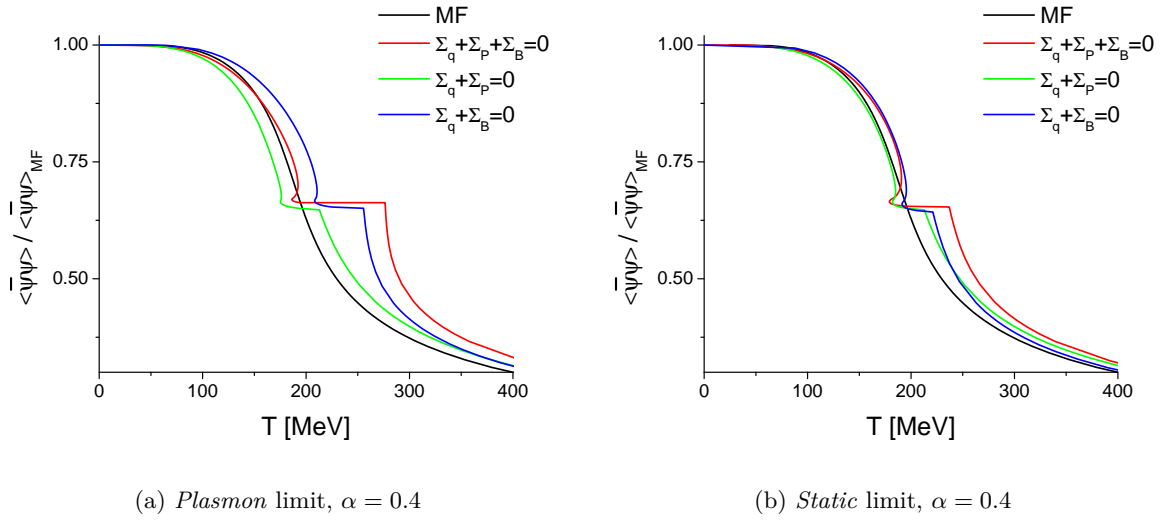 MF
Σq+ΣP+ΣB=0
Σq+ΣP=0
Σq+ΣB=0
1.00
0.75
0.50
<ψ̅ψ> / <ψ̅ψ>MF
0 100 200 300 400
T [MeV]
(a) Plasmon limit, α = 0.4
MF
Σq+ΣP+ΣB=0
Σq+ΣP=0
Σq+ΣB=0
1.00
0.75
0.50
<ψ̅ψ> / <ψ̅ψ>MF
0 100 200 300 400
T [MeV]
(b) Static limit, α = 0.4